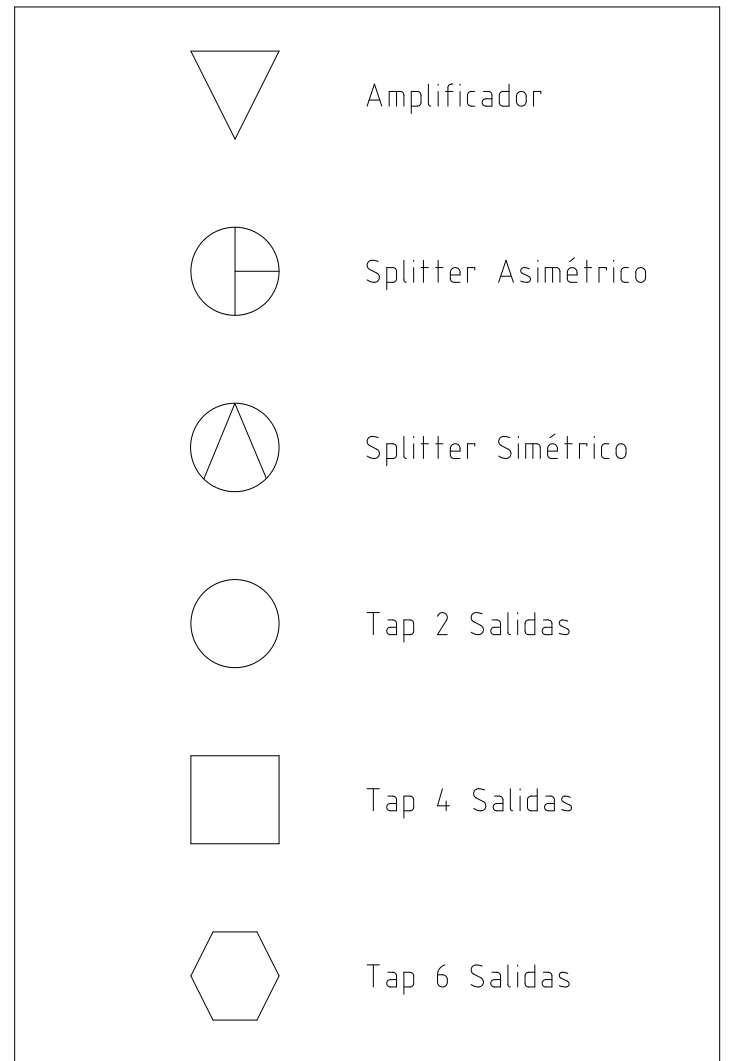 Amplificador
Splitter Asimétrico
Splitter Simétrico
Tap 2 Salidas
Tap 4 Salidas
Tap 6 Salidas